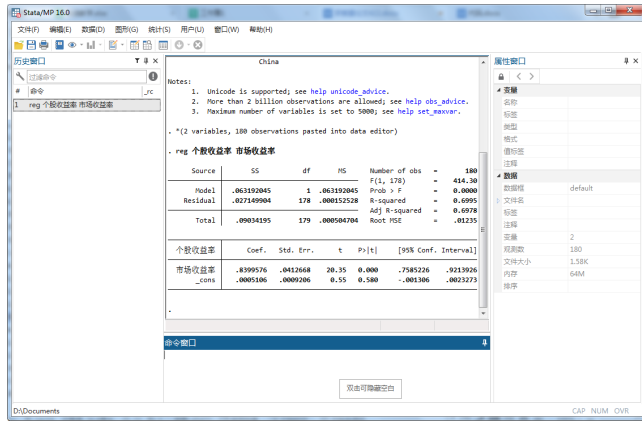 Stata/MP 16.0
文件(F) 编辑(E) 数据(D) 图形(G) 统计(S) 用户(U) 窗口(W) 帮助(H)
历史窗口
过滤命令
# 命令 _rc
1 reg 个股收益率 市场收益率
China
Notes:
1. Unicode is supported; see help unicode_advice.
2. More than 2 billion observations are allowed; see help obs_advice.
3. Maximum number of variables is set to 5000; see help set_maxvar.
. *(2 variables, 180 observations pasted into data editor)
. reg 个股收益率 市场收益率
Source SS df MS Number of obs = 180
F(1, 178) = 414.30
Model .063192045 1 .063192045 Prob > F = 0.0000
Residual .027149904 178 .000152528 R-squared = 0.6995
Adj R-squared = 0.6978
Total .09034195 179 .000504704 Root MSE = .01235
个股收益率 Coef. Std. Err. t P>|t| [95% Conf. Interval]
市场收益率 .8399576 .0412668 20.35 0.000 .7585226 .9213926
_cons .0005106 .0009206 0.55 0.580 -.001306 .0023273
.
命令窗口
双击可隐藏空白
属性窗口
变量
名称
标签
类型
格式
值标签
注释
数据
数据框 default
文件名
标签
注释
变量 2
观测数 180
文件大小 1.58K
内存 64M
排序
D:\Documents
CAP NUM OVR